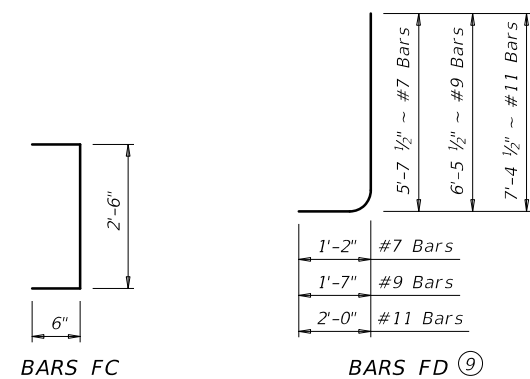 5'-7 ½" ~ #7 Bars
6'-5 ½" ~ #9 Bars
7'-4 ½" ~ #11 Bars
2'-6"
6"
1'-2" #7 Bars
1'-7" #9 Bars
2'-0" #11 Bars
BARS FC
BARS FD 9